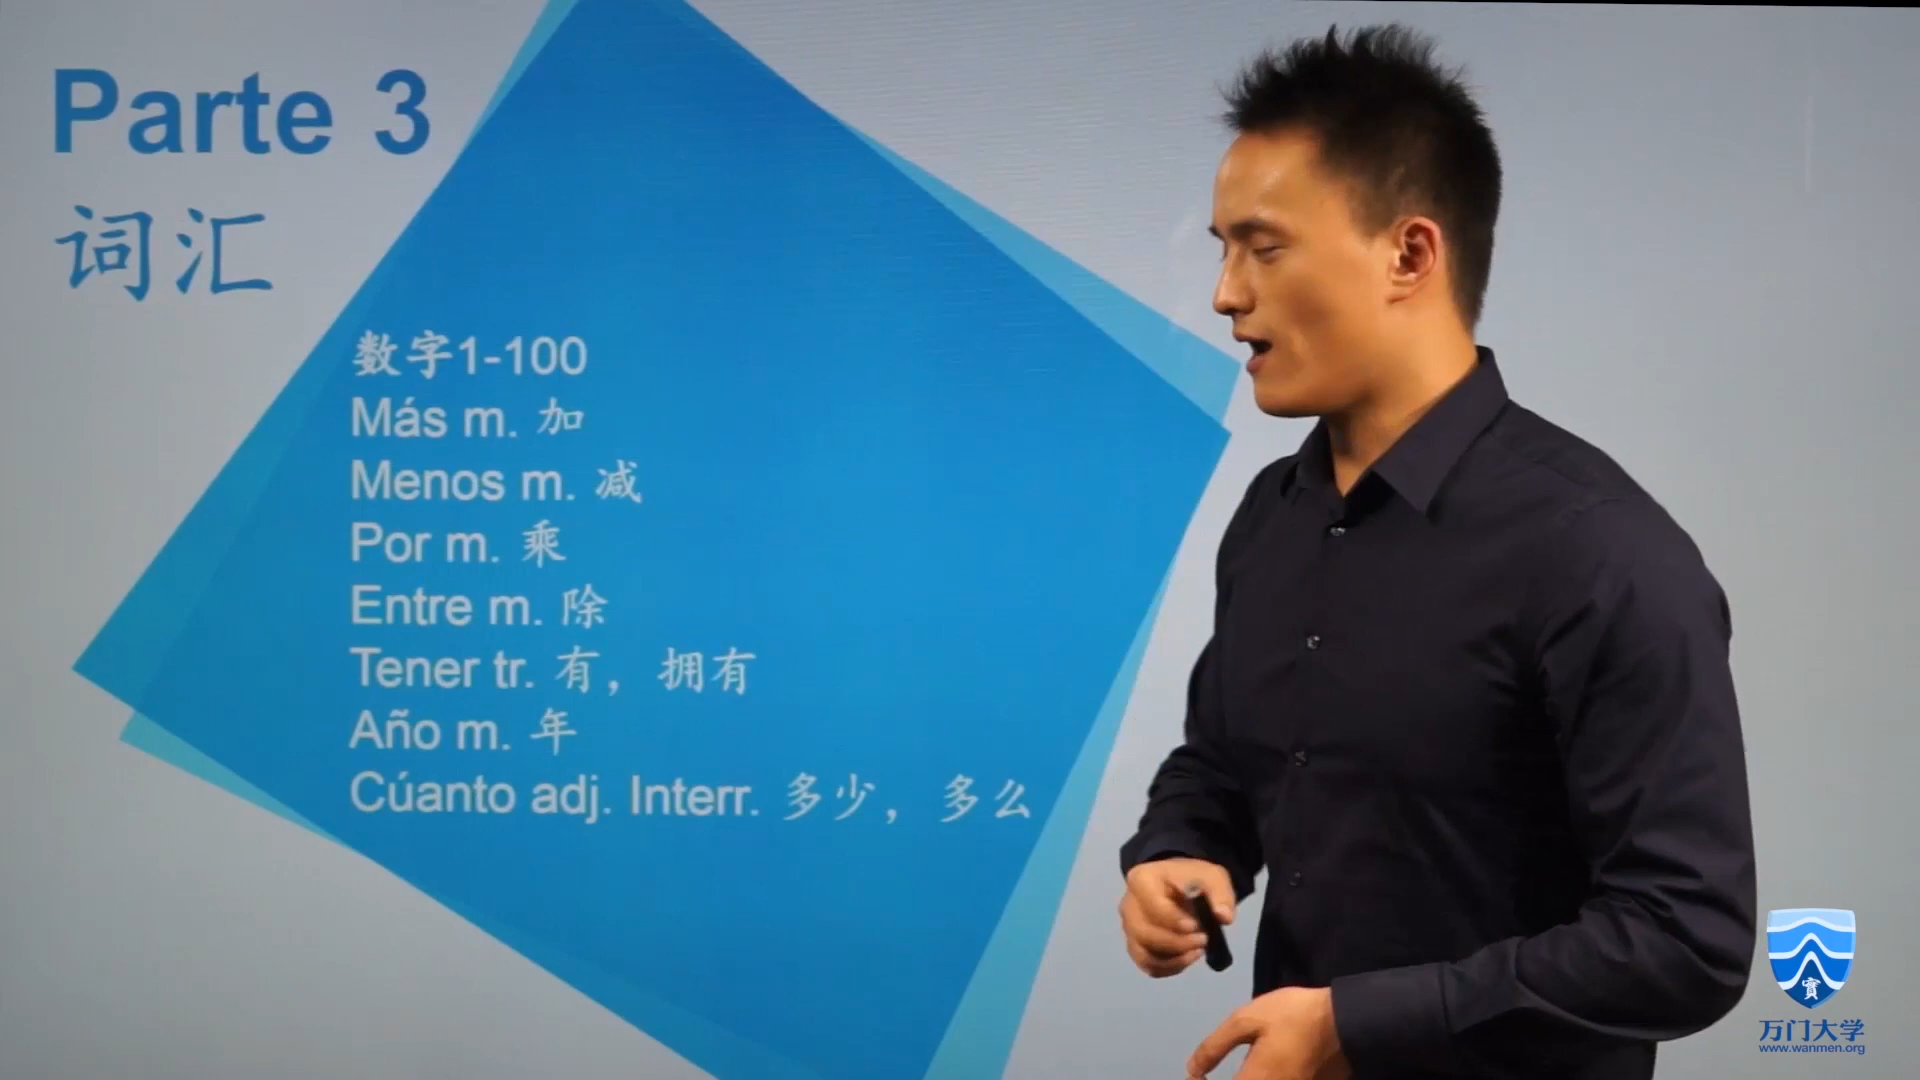 Parte 3
词汇
数字1-100
Más m. 加
Menos m. 减
Por m. 乘
Entre m. 除
Tener tr. 有，拥有
Año m. 年
Cúanto adj. Interr. 多少，多么
實
万门大学
www.wanmen.org